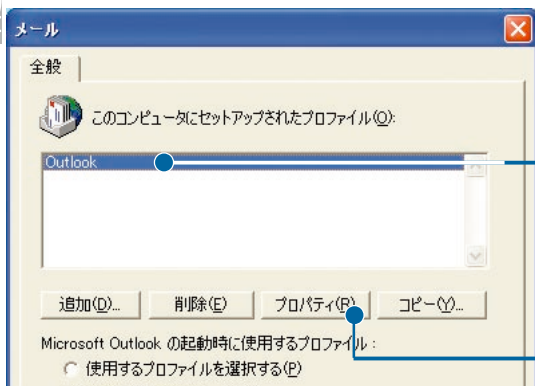 メール
全般
このコンピュータにセットアップされたプロファイル(O):
Outlook
追加(D)... 削除(E) プロパティ(R) コピー(Y)...
Microsoft Outlook の起動時に使用するプロファイル:
使用するプロファイルを選択する(P)